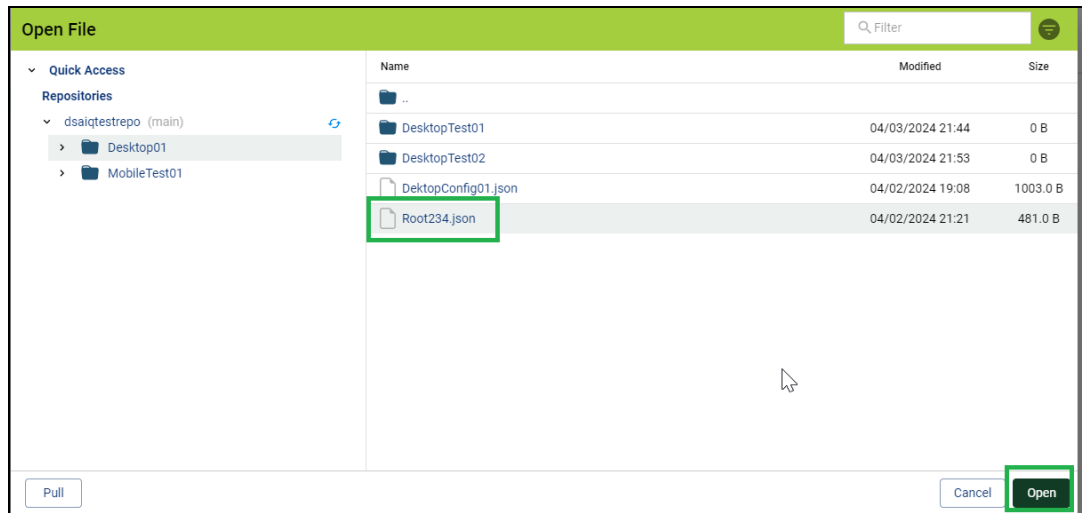 Open File
Filter
Quick Access
Repositories
dsaiqtestrepo (main)
Desktop01
MobileTest01
Name Modified Size
..
DesktopTest01 04/03/2024 21:44 0 B
DesktopTest02 04/03/2024 21:53 0 B
DektopConfig01.json 04/02/2024 19:08 1003.0 B
Root234.json 04/02/2024 21:21 481.0 B
Pull Cancel Open